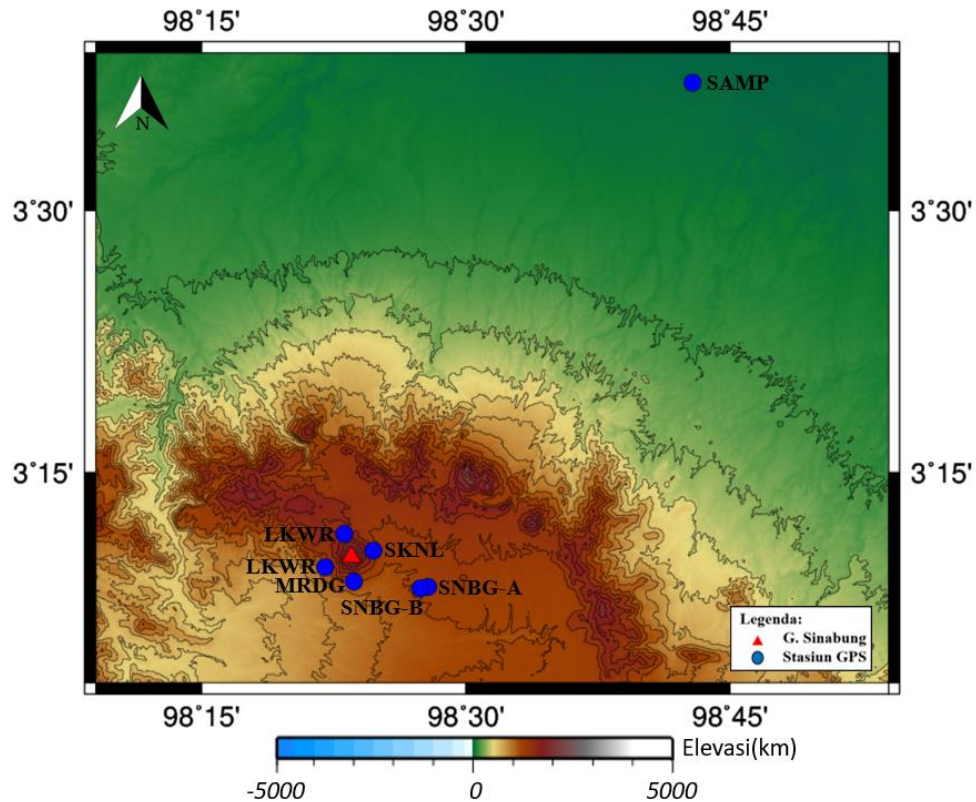 98°15' 98°30' 98°45'
SAMP
N
3°30' 3°30'
3°15' 3°15'
LKWR
SKNL
LKWR
MRDG
SNBG-A
SNBG-B
Legenda:
G. Sinabung
Stasiun GPS
98°15' 98°30' 98°45'
Elevasi(km)
-5000 0 5000